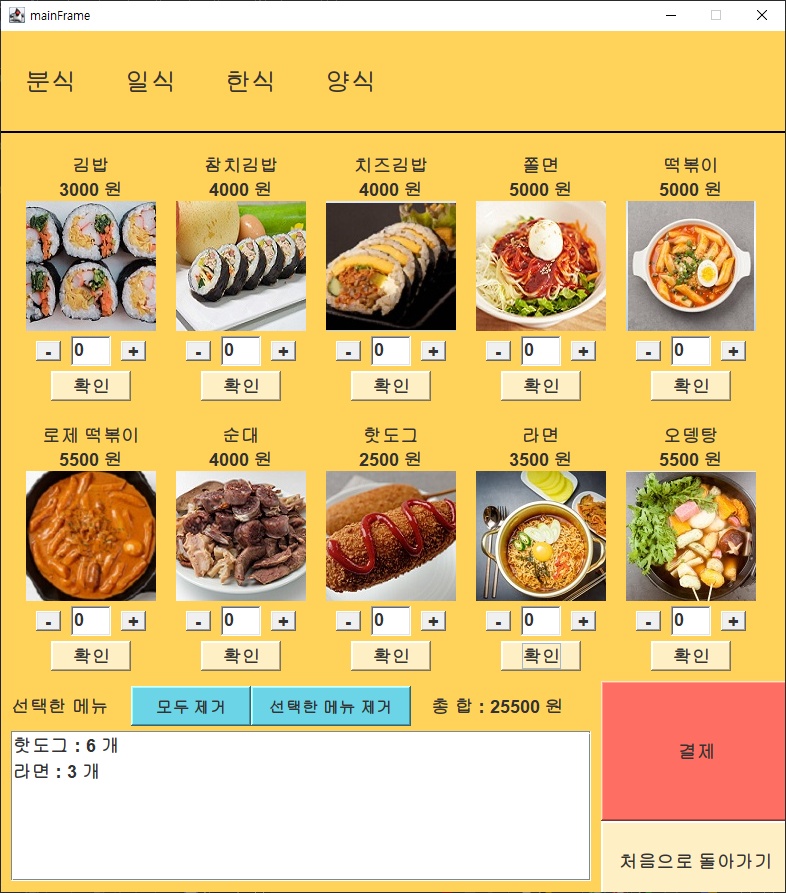 mainFrame
분식 일식 한식 양식
김밥 참치김밥 치즈김밥 쫄면 떡볶이
3000 원 4000 원 4000 원 5000 원 5000 원
- 0 + - 0 + - 0 + - 0 + - 0 +
확인 확인 확인 확인 확인
로제 떡볶이 순대 핫도그 라면 오뎅탕
5500 원 4000 원 2500 원 3500 원 5500 원
- 0 + - 0 + - 0 + - 0 + - 0 +
확인 확인 확인 확인 확인
선택한 메뉴 모두 제거 선택한 메뉴 제거 총 합 : 25500 원
핫도그 : 6 개
라면 : 3 개
결제
처음으로 돌아가기